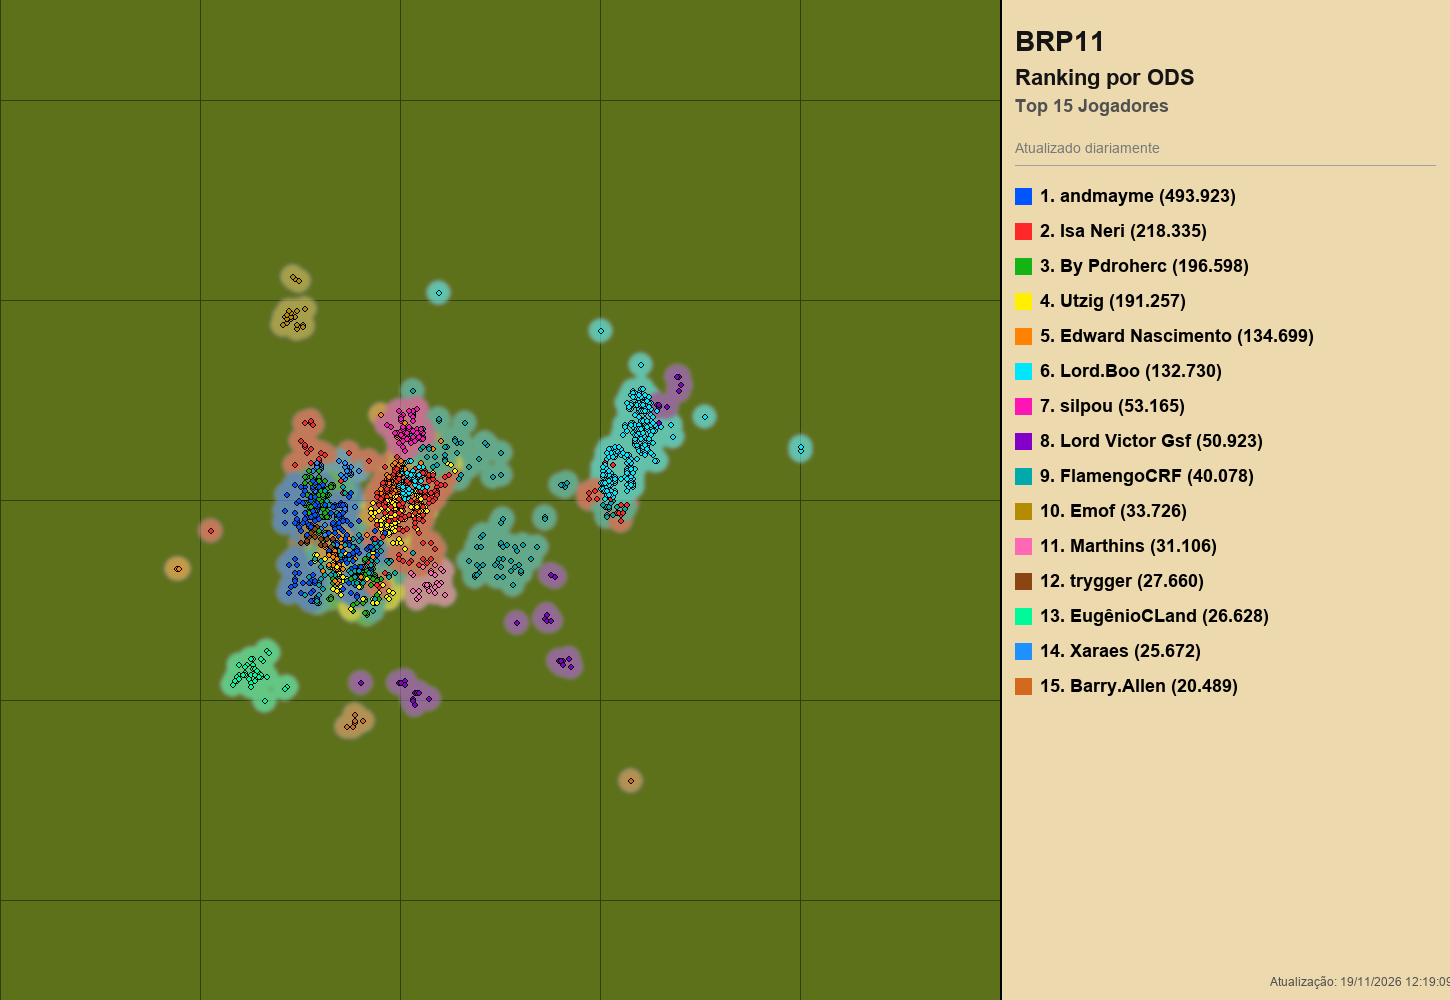 BRP11
Ranking por ODS
Top 15 Jogadores
Atualizado diariamente
1. andmayme (493.923)
2. Isa Neri (218.335)
3. By Pdroherc (196.598)
4. Utzig (191.257)
5. Edward Nascimento (134.699)
6. Lord.Boo (132.730)
7. silpou (53.165)
8. Lord Victor Gsf (50.923)
9. FlamengoCRF (40.078)
10. Emof (33.726)
11. Marthins (31.106)
12. trygger (27.660)
13. EugênioCLand (26.628)
14. Xaraes (25.672)
15. Barry.Allen (20.489)
Atualização: 19/11/2026 12:19:09